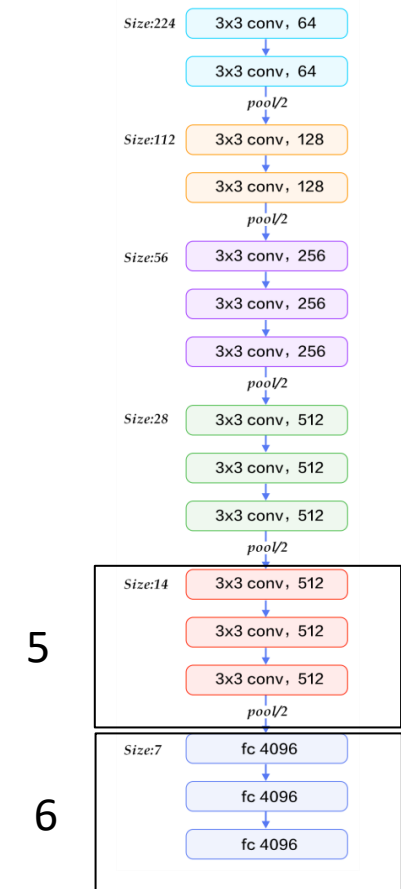 Size:224 3x3 conv, 64
3x3 conv, 64
pool/2
Size:112 3x3 conv, 128
3x3 conv, 128
pool/2
Size:56 3x3 conv, 256
3x3 conv, 256
3x3 conv, 256
pool/2
Size:28 3x3 conv, 512
3x3 conv, 512
3x3 conv, 512
pool/2
Size:14 3x3 conv, 512
5 3x3 conv, 512
3x3 conv, 512
pool/2
Size:7 fc 4096
fc 4096
6
fc 4096